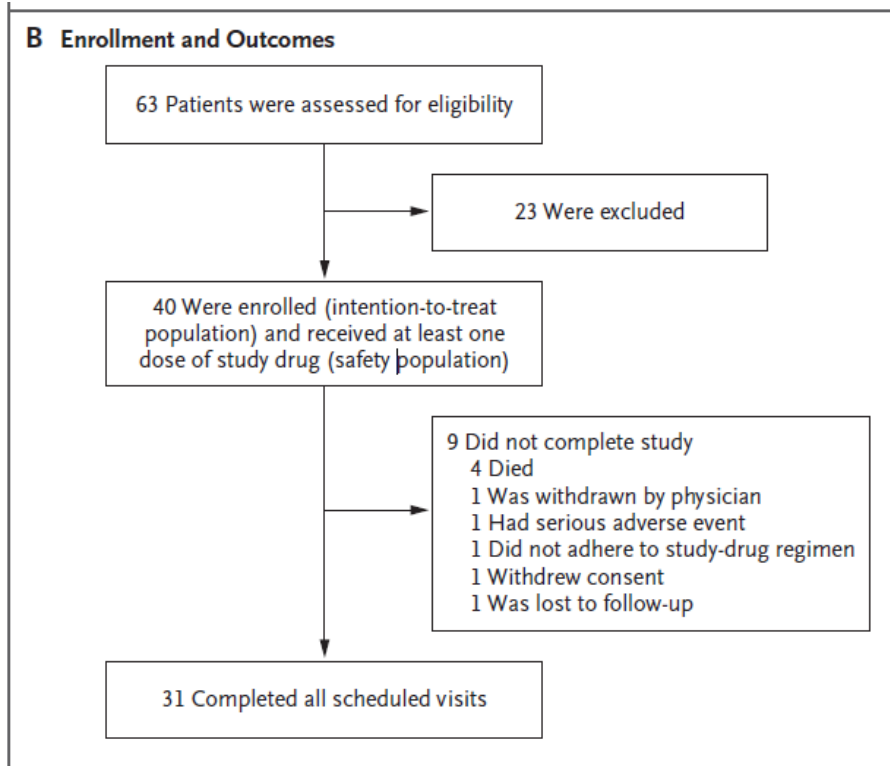 B Enrollment and Outcomes
63 Patients were assessed for eligibility
23 Were excluded
40 Were enrolled (intention-to-treat
population) and received at least one
dose of study drug (safety population)
9 Did not complete study
4 Died
1 Was withdrawn by physician
1 Had serious adverse event
1 Did not adhere to study-drug regimen
1 Withdrew consent
1 Was lost to follow-up
31 Completed all scheduled visits